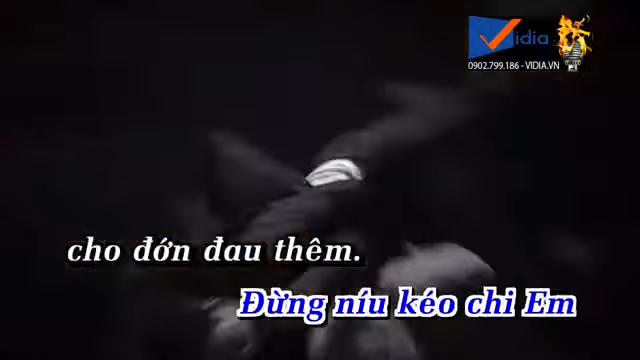 Vidia
0902.799.186 - VIDIA.VN
cho đớn đau thêm.
Đừng níu kéo chi Em